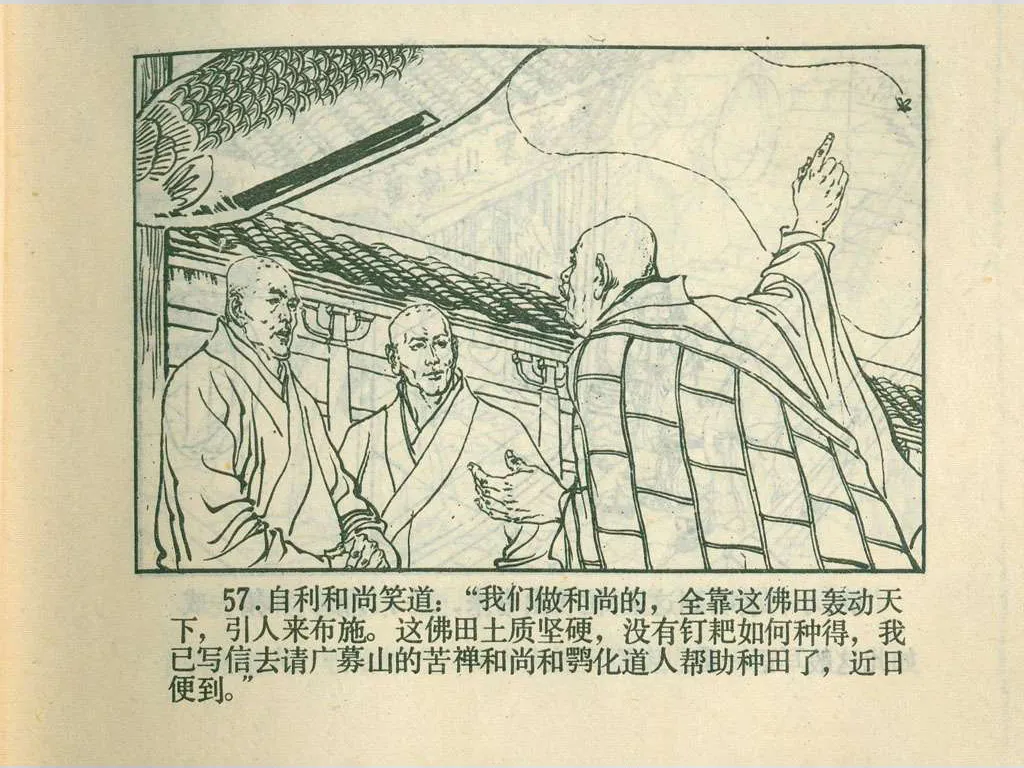 57.自利和尚笑道：“我们做和尚的，全靠这佛田轰动天
下，引人来布施。这佛田土质坚硬，没有钉耙如何种得，我
已写信去请广募山的苦禅和尚和鹗化道人帮助种田了，近日
便到。”